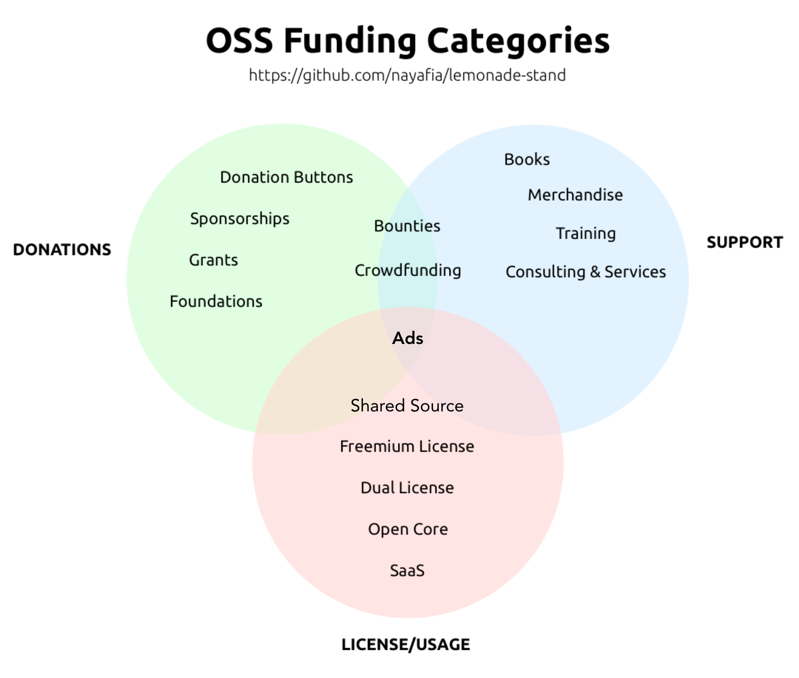 OSS Funding Categories
https://github.com/nayafia/lemonade-stand
DONATIONS
Donation Buttons
Sponsorships
Grants
Foundations
Bounties
Crowdfunding
Books
Merchandise
Training
Consulting & Services
SUPPORT
Ads
Shared Source
Freemium License
Dual License
Open Core
SaaS
LICENSE/USAGE